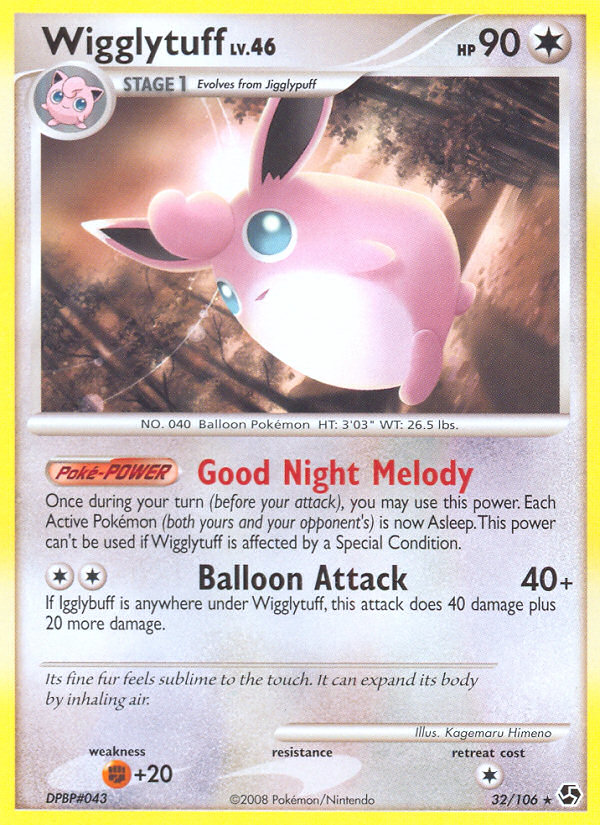 Wigglytuff LV.46 HP 90
STAGE 1 Evolves from Jigglypuff
NO. 040 Balloon Pokémon HT: 3'03" WT: 26.5 lbs.
Poké-POWER Good Night Melody
Once during your turn (before your attack), you may use this power. Each
Active Pokémon (both yours and your opponent's) is now Asleep. This power
can't be used if Wigglytuff is affected by a Special Condition.
Balloon Attack 40+
If Igglybuff is anywhere under Wigglytuff, this attack does 40 damage plus
20 more damage.
Its fine fur feels sublime to the touch. It can expand its body
by inhaling air.
Illus. Kagemaru Himeno
weakness resistance retreat cost
+20
DPBP#043 ©2008 Pokémon/Nintendo 32/106